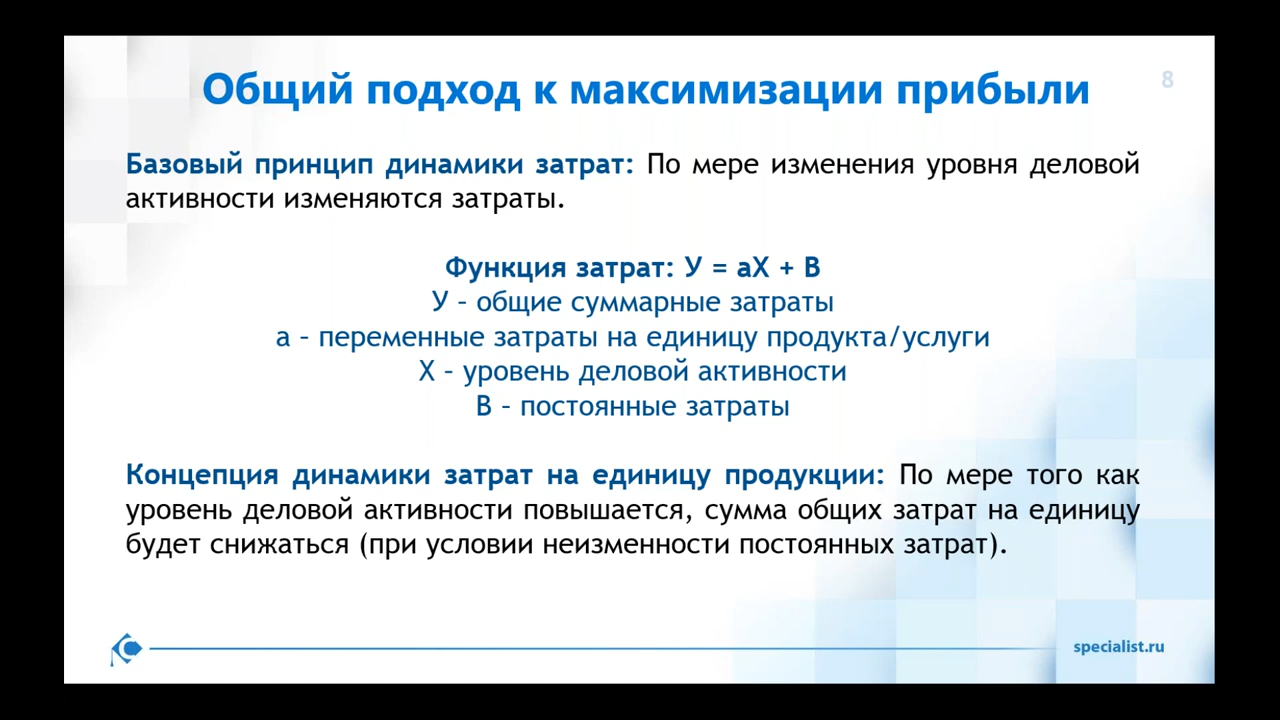 Общий подход к максимизации прибыли
8
Базовый принцип динамики затрат: По мере изменения уровня деловой
активности изменяются затраты.
Функция затрат: У = аХ + В
У – общие суммарные затраты
а – переменные затраты на единицу продукта/услуги
Х – уровень деловой активности
В – постоянные затраты
Концепция динамики затрат на единицу продукции: По мере того как
уровень деловой активности повышается, сумма общих затрат на единицу
будет снижаться (при условии неизменности постоянных затрат).
specialist.ru